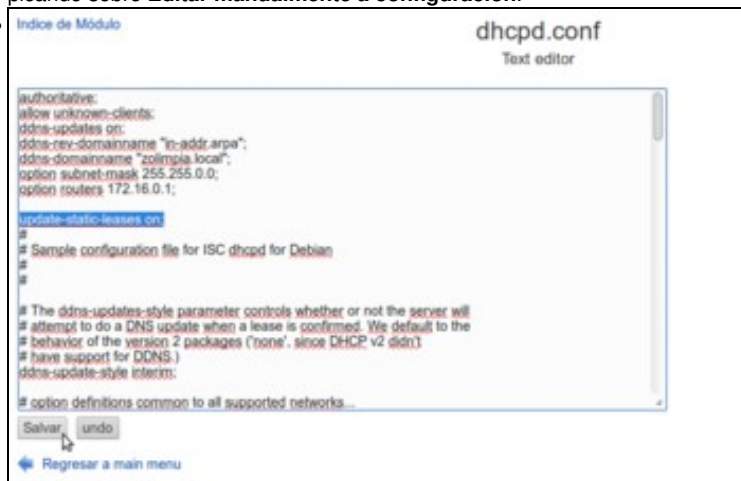 picando sobre Editar manualmente a configuración.
Indice de Módulo
dhcpd.conf
Text editor
authoritative;
allow unknown-clients;
ddns-updates on;
ddns-rev-domainname "in-addr.arpa";
ddns-domainname "zolimpia.local";
option subnet-mask 255.255.0.0;
option routers 172.16.0.1;
update-static-leases on;
#
# Sample configuration file for ISC dhcpd for Debian
#
#
# The ddns-updates-style parameter controls whether or not the server will
# attempt to do a DNS update when a lease is confirmed. We default to the
# behavior of the version 2 packages ('none', since DHCP v2 didn't
# have support for DDNS.)
ddns-update-style interim;
# option definitions common to all supported networks...
Salvar undo
Regresar a main menu